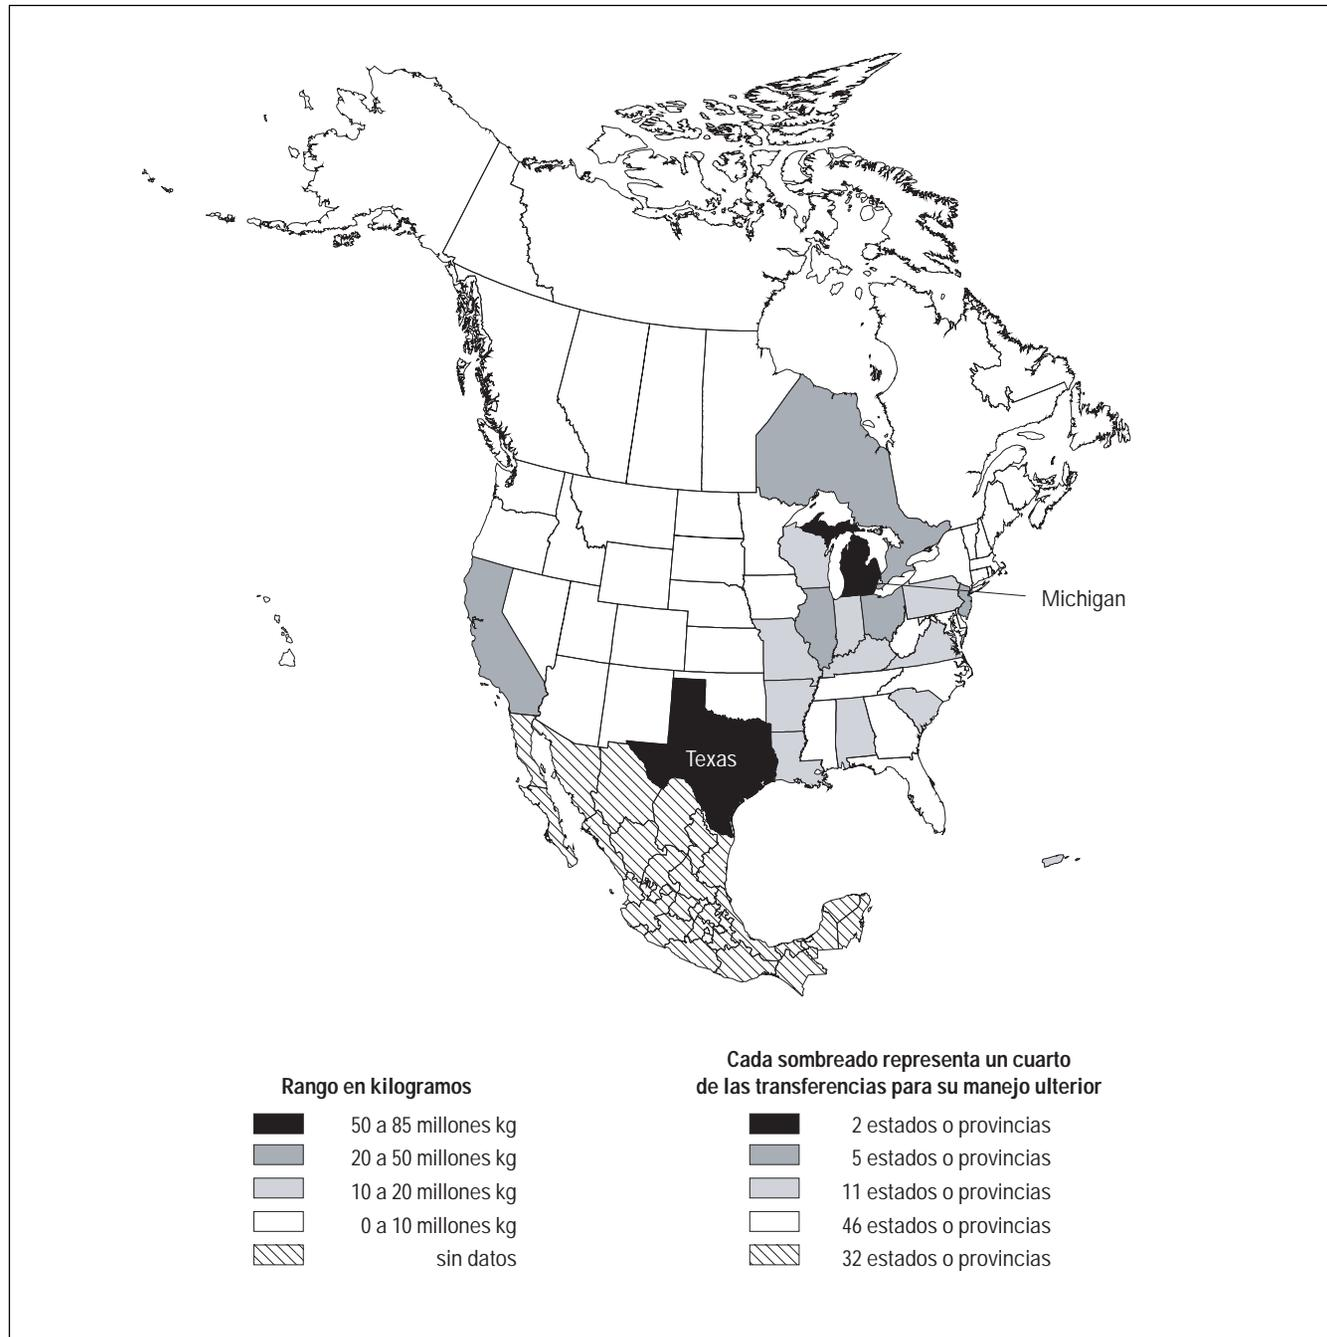 Michigan
Texas
Rango en kilogramos
50 a 85 millones kg
20 a 50 millones kg
10 a 20 millones kg
0 a 10 millones kg
sin datos
Cada sombreado representa un cuarto
de las transferencias para su manejo ulterior
2 estados o provincias
5 estados o provincias
11 estados o provincias
46 estados o provincias
32 estados o provincias